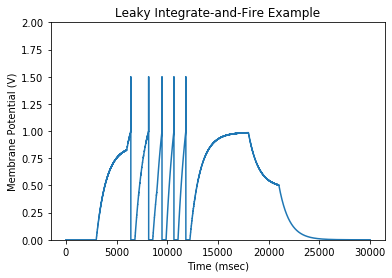 Leaky Integrate-and-Fire Example
2.00
1.75
1.50
1.25
1.00
0.75
0.50
0.25
0.00
Membrane Potential (V)
0 5000 10000 15000 20000 25000 30000
Time (msec)